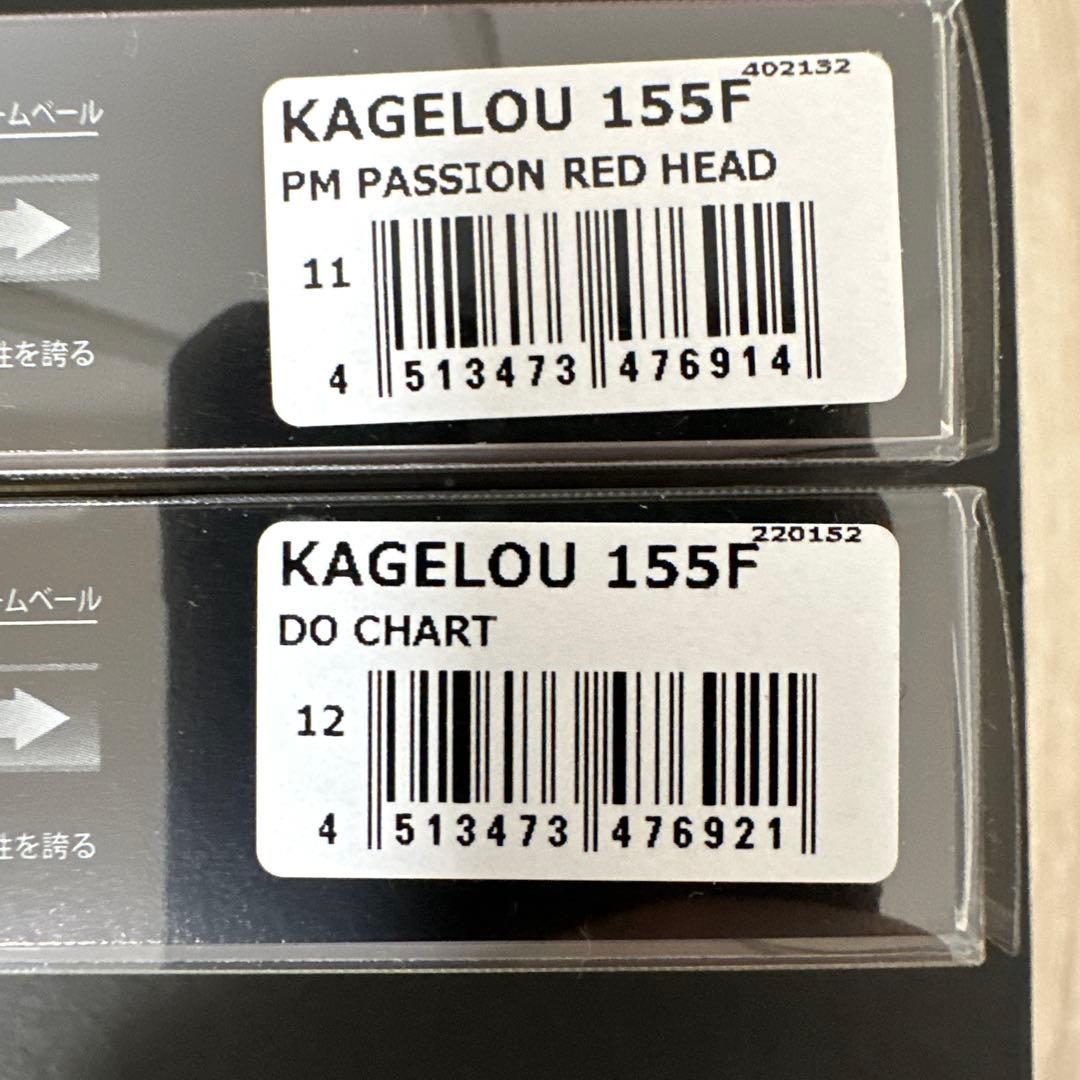 ームベール
性を誇る
402132
KAGELOU 155F
PM PASSION RED HEAD
11
4 513473 476914
ームベール
性を誇る
220152
KAGELOU 155F
DO CHART
12
4 513473 476921